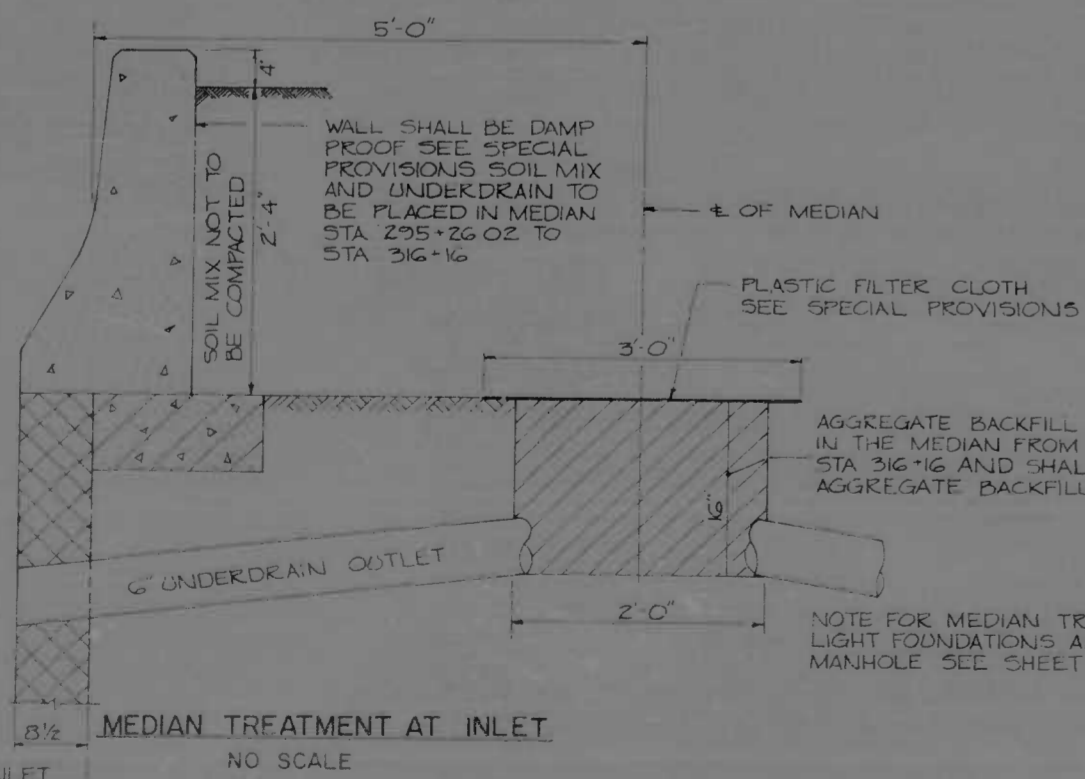 5'-0"
4"
WALL SHALL BE DAMP
PROOF SEE SPECIAL
PROVISIONS SOIL MIX
AND UNDERDRAIN TO
BE PLACED IN MEDIAN
STA 295+26 02 TO
STA 316+16
SOIL MIX NOT TO
BE COMPACTED
2'-4"
℄ OF MEDIAN
PLASTIC FILTER CLOTH
SEE SPECIAL PROVISIONS
3'-0"
AGGREGATE BACKFILL
IN THE MEDIAN FROM
STA 316+16 AND SHAL
AGGREGATE BACKFILL
16"
6" UNDERDRAIN OUTLET
2'-0"
NOTE FOR MEDIAN TR
LIGHT FOUNDATIONS A
MANHOLE SEE SHEET
8½
MEDIAN TREATMENT AT INLET
NO SCALE